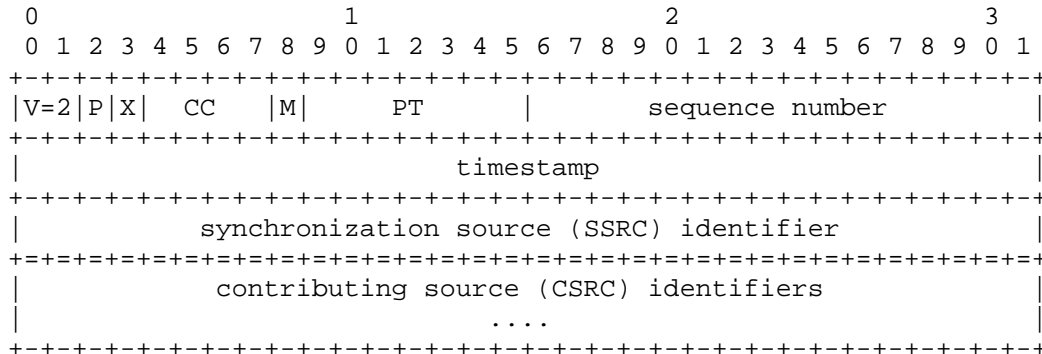 0                   1                   2                   3
 0 1 2 3 4 5 6 7 8 9 0 1 2 3 4 5 6 7 8 9 0 1 2 3 4 5 6 7 8 9 0 1
+-+-+-+-+-+-+-+-+-+-+-+-+-+-+-+-+-+-+-+-+-+-+-+-+-+-+-+-+-+-+-+-+
|V=2|P|X|  CC   |M|     PT      |       sequence number         |
+-+-+-+-+-+-+-+-+-+-+-+-+-+-+-+-+-+-+-+-+-+-+-+-+-+-+-+-+-+-+-+-+
|                           timestamp                           |
+-+-+-+-+-+-+-+-+-+-+-+-+-+-+-+-+-+-+-+-+-+-+-+-+-+-+-+-+-+-+-+-+
|           synchronization source (SSRC) identifier            |
+=+=+=+=+=+=+=+=+=+=+=+=+=+=+=+=+=+=+=+=+=+=+=+=+=+=+=+=+=+=+=+=+
|            contributing source (CSRC) identifiers             |
|                             ....                              |
+-+-+-+-+-+-+-+-+-+-+-+-+-+-+-+-+-+-+-+-+-+-+-+-+-+-+-+-+-+-+-+-+